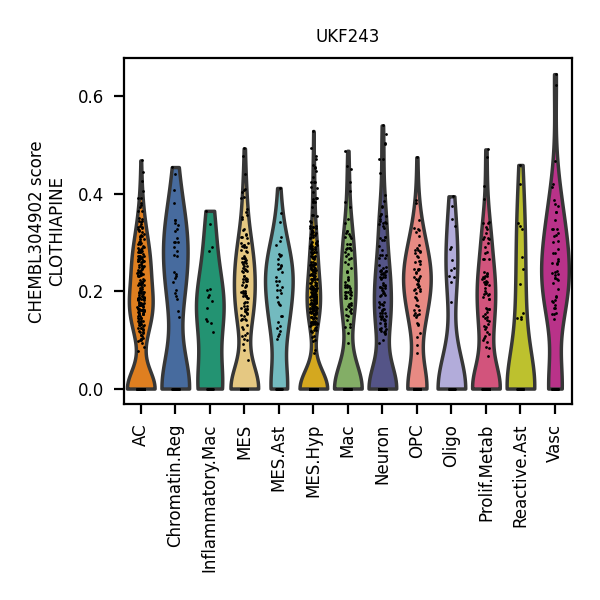 UKF243
CHEMBL304902 score
CLOTHIAPINE
0.6
0.4
0.2
0.0
AC
Chromatin.Reg
Inflammatory.Mac
MES
MES.Ast
MES.Hyp
Mac
Neuron
OPC
Oligo
Prolif.Metab
Reactive.Ast
Vasc